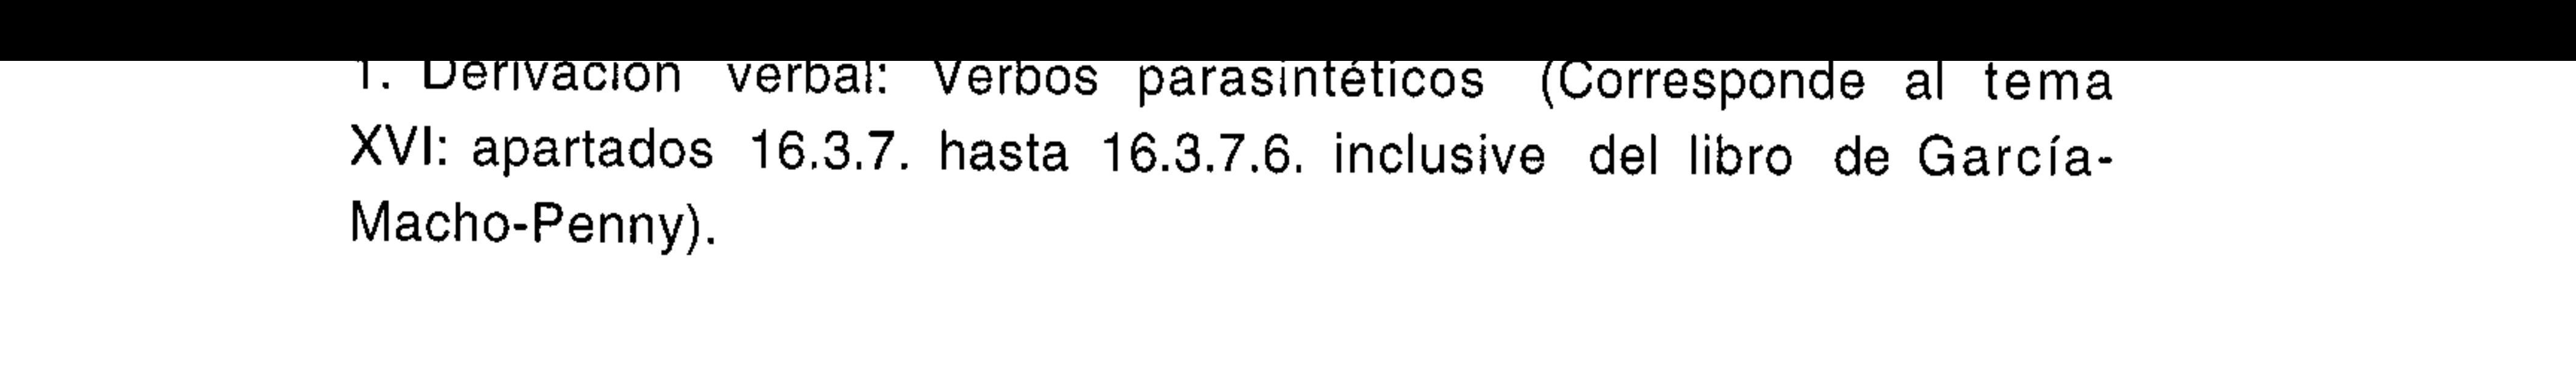 1. Derivación verbal: Verbos parasintéticos (Corresponde al tema
XVI: apartados 16.3.7. hasta 16.3.7.6. inclusive del libro de García-
Macho-Penny).